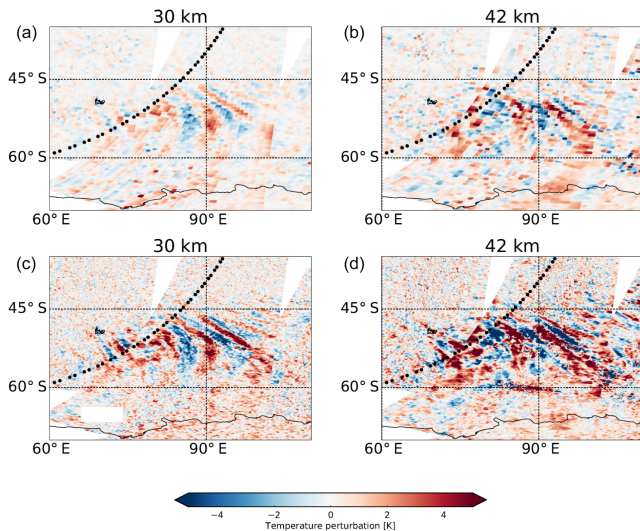 (a) 30 km
(b) 42 km
45° S
60° S
60° E 90° E
45° S
60° S
60° E 90° E
(c) 30 km
(d) 42 km
45° S
60° S
60° E 90° E
45° S
60° S
60° E 90° E
−4 −2 0 2 4
Temperature perturbation [K]